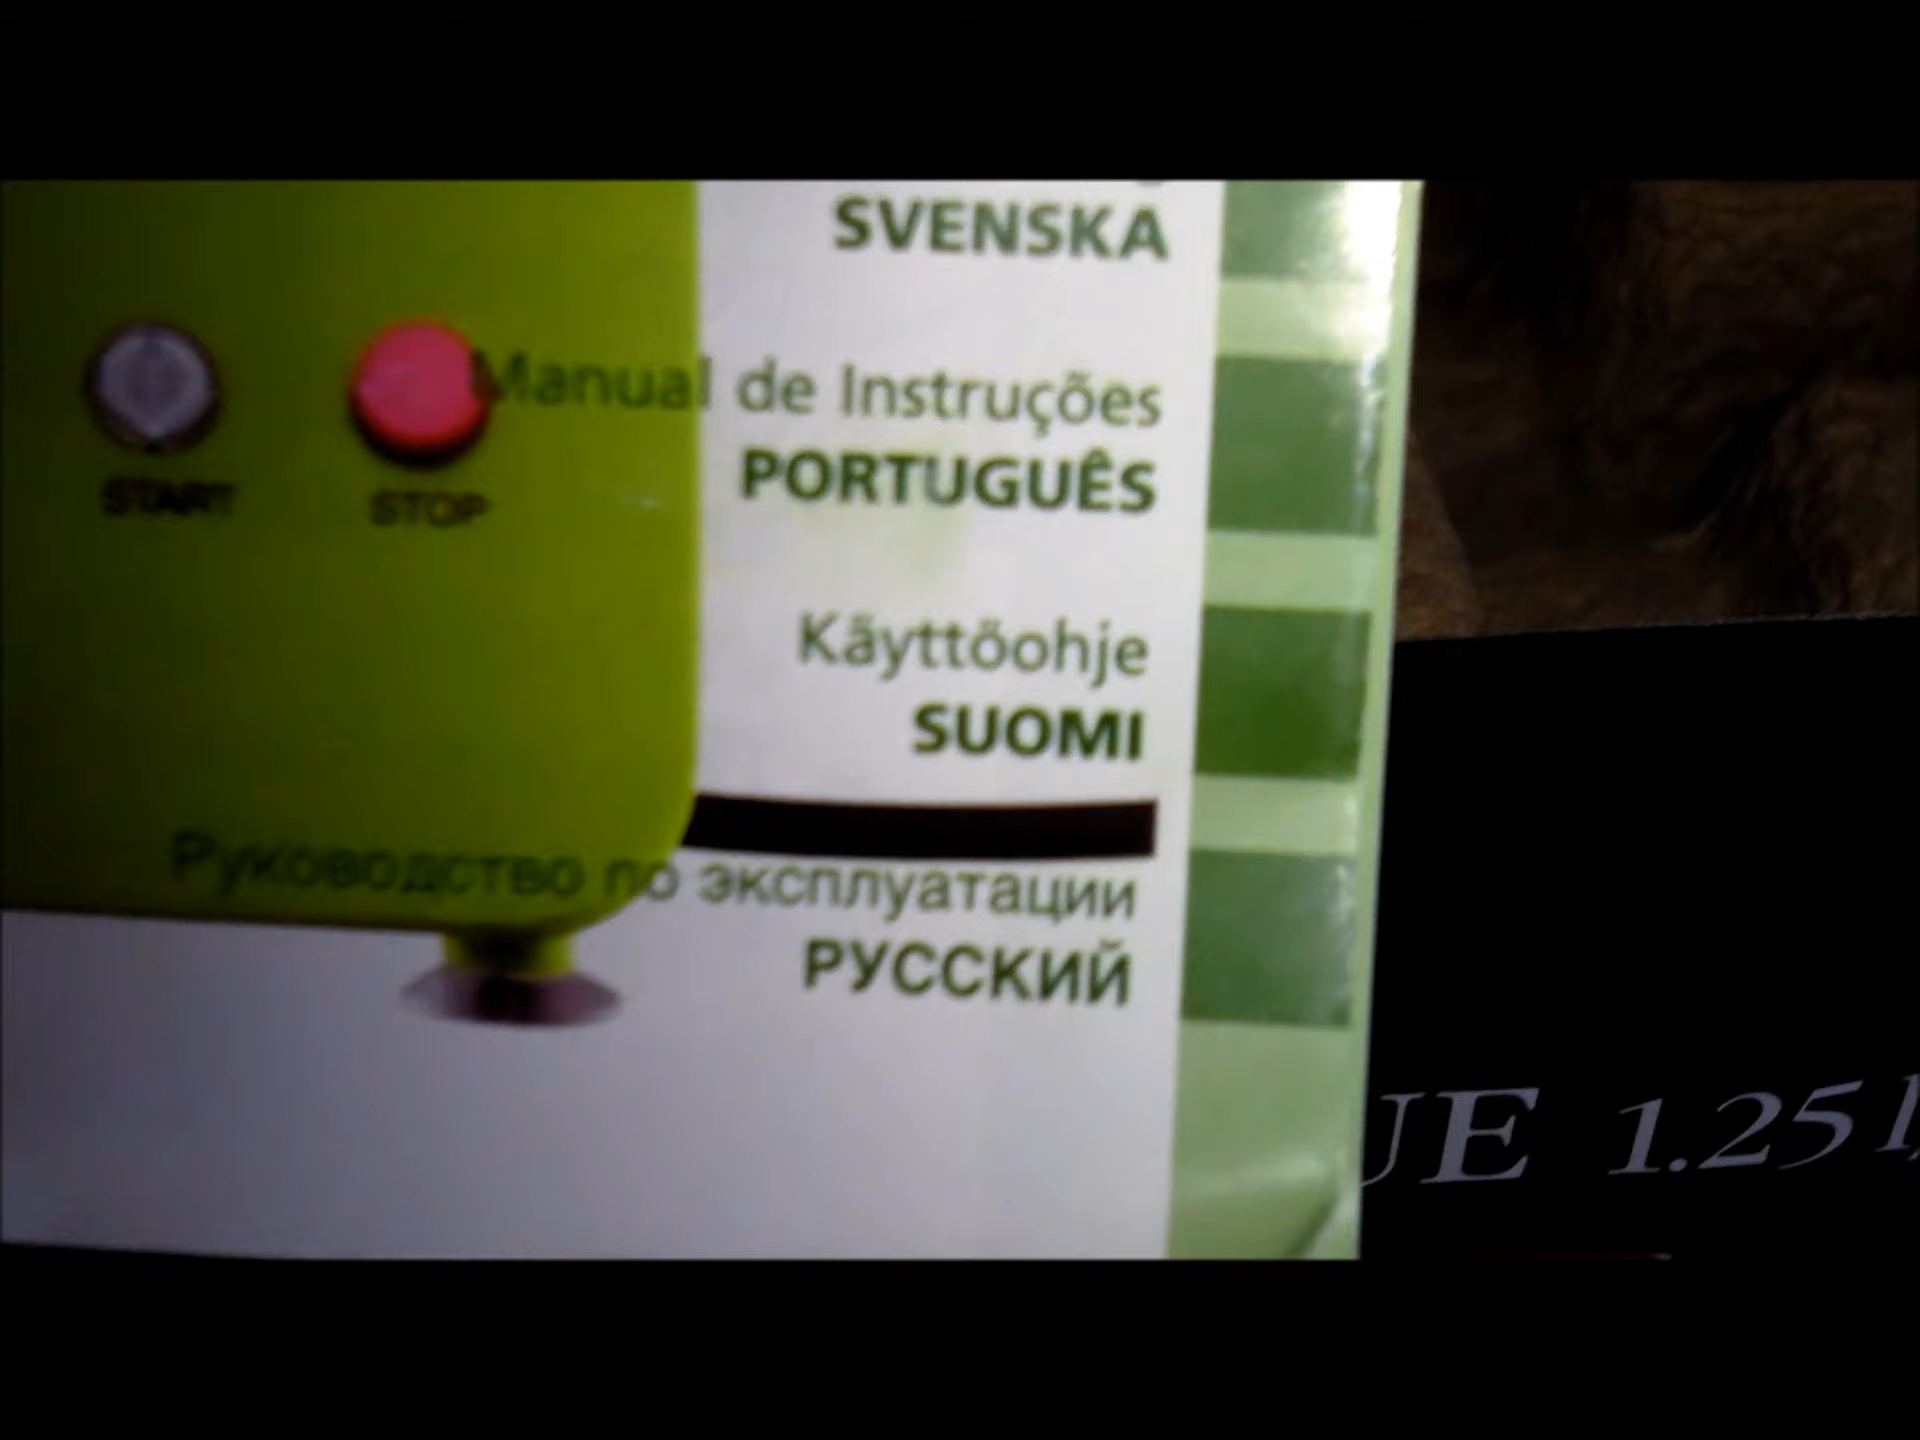 SVENSKA
Manual de Instruções
PORTUGUÊS
START
STOP
Käyttöohje
SUOMI
Руководство по эксплуатации
РУССКИЙ
1.25